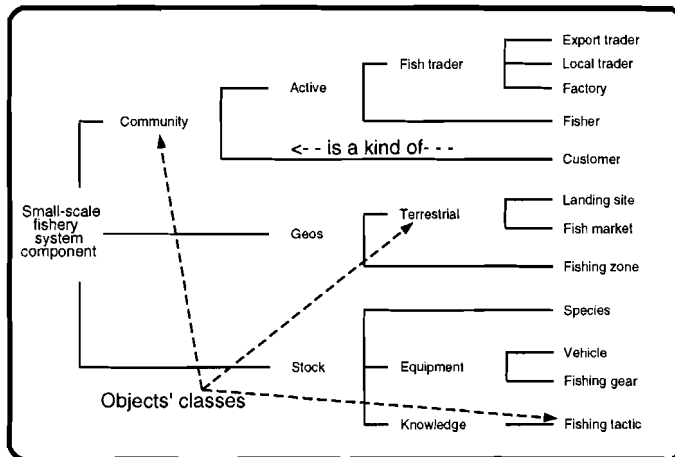 Export trader
Fish trader
Local trader
Active
Factory
Community
Fisher
<- - is a kind of- - -
Customer
Small-scale
fishery
system
component
Landing site
Terrestrial
Geos
Fish market
Fishing zone
Species
Vehicle
Stock
Equipment
Fishing gear
Objects' classes
Knowledge
Fishing tactic